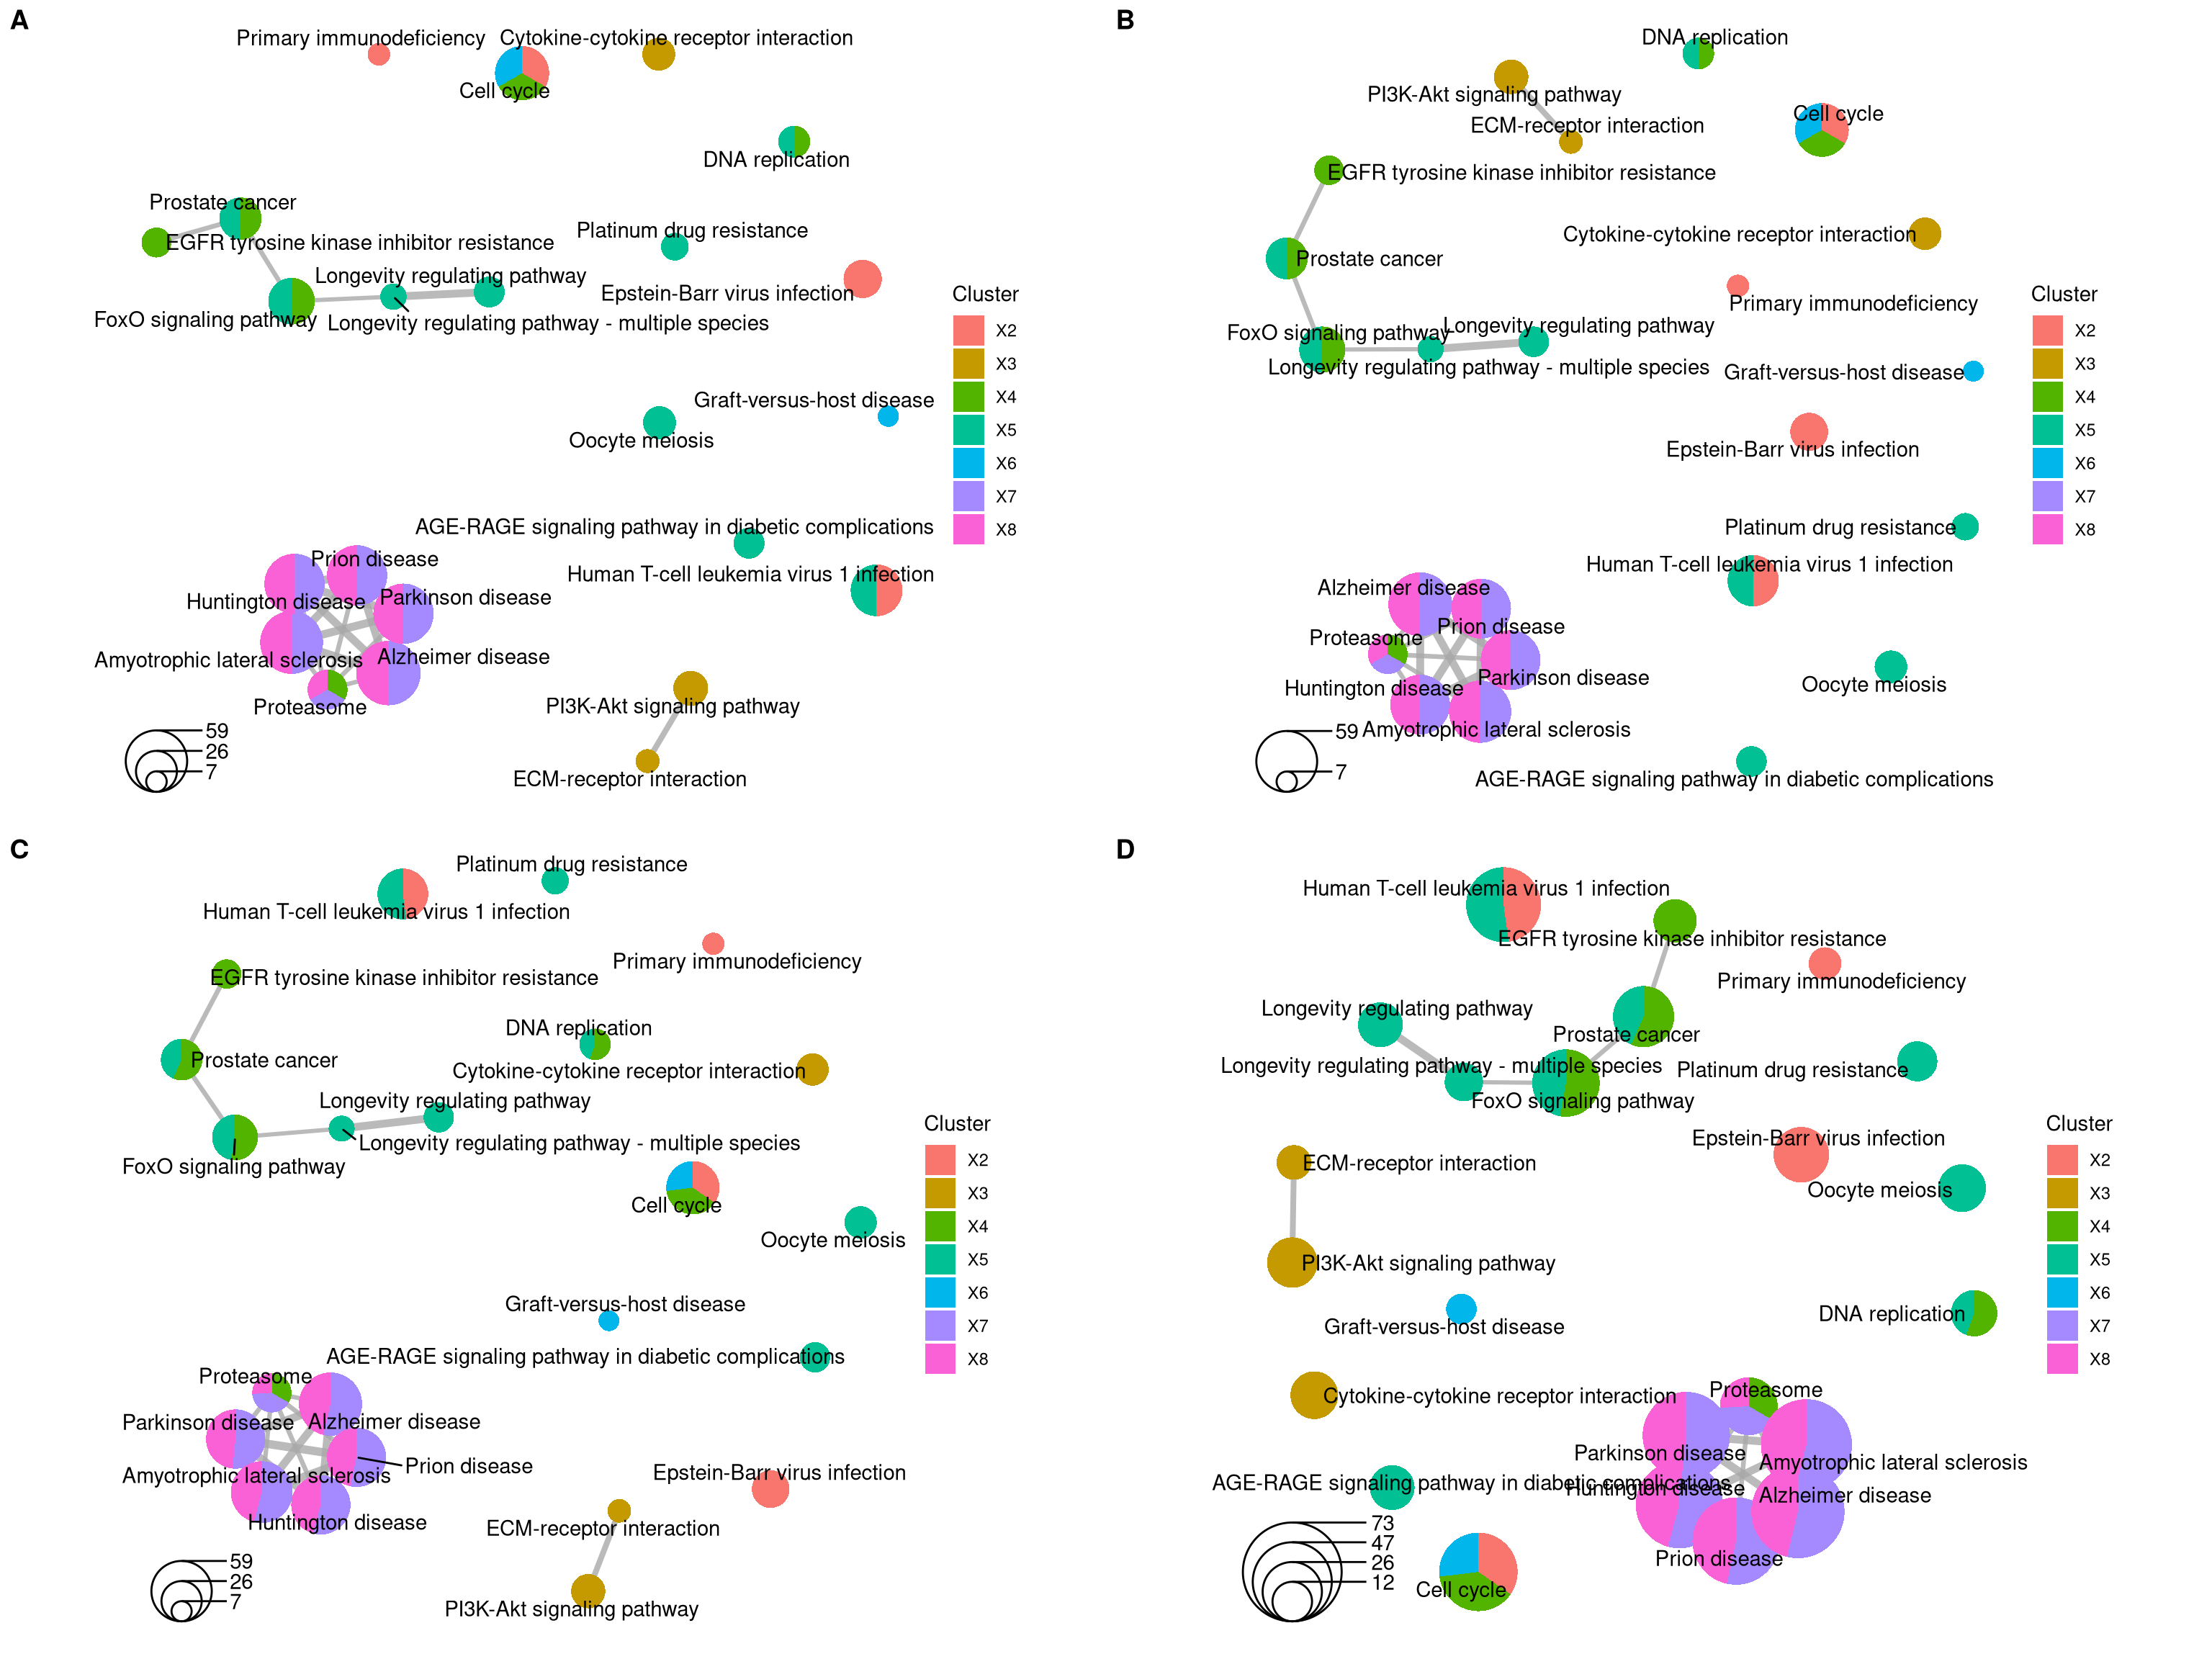 A
Primary immunodeficiency
Cytokine-cytokine receptor interaction
Cell cycle
DNA replication
Prostate cancer
EGFR tyrosine kinase inhibitor resistance
Platinum drug resistance
Longevity regulating pathway
Epstein-Barr virus infection
FoxO signaling pathway
Longevity regulating pathway - multiple species
Graft-versus-host disease
Oocyte meiosis
AGE-RAGE signaling pathway in diabetic complications
Prion disease
Human T-cell leukemia virus 1 infection
Huntington disease
Parkinson disease
Amyotrophic lateral sclerosis
Alzheimer disease
Proteasome
PI3K-Akt signaling pathway
ECM-receptor interaction
59
26
7
Cluster
X2
X3
X4
X5
X6
X7
X8
B
DNA replication
PI3K-Akt signaling pathway
Cell cycle
ECM-receptor interaction
EGFR tyrosine kinase inhibitor resistance
Cytokine-cytokine receptor interaction
Prostate cancer
Primary immunodeficiency
Longevity regulating pathway
FoxO signaling pathway
Longevity regulating pathway - multiple species
Graft-versus-host disease
Epstein-Barr virus infection
Platinum drug resistance
Human T-cell leukemia virus 1 infection
Alzheimer disease
Prion disease
Proteasome
Parkinson disease
Huntington disease
Oocyte meiosis
Amyotrophic lateral sclerosis
AGE-RAGE signaling pathway in diabetic complications
59
7
Cluster
X2
X3
X4
X5
X6
X7
X8
C
Platinum drug resistance
Human T-cell leukemia virus 1 infection
Primary immunodeficiency
EGFR tyrosine kinase inhibitor resistance
DNA replication
Prostate cancer
Cytokine-cytokine receptor interaction
Longevity regulating pathway
Longevity regulating pathway - multiple species
FoxO signaling pathway
Cell cycle
Oocyte meiosis
Graft-versus-host disease
AGE-RAGE signaling pathway in diabetic complications
Proteasome
Parkinson disease
Alzheimer disease
Prion disease
Amyotrophic lateral sclerosis
Epstein-Barr virus infection
Huntington disease
ECM-receptor interaction
PI3K-Akt signaling pathway
59
26
7
Cluster
X2
X3
X4
X5
X6
X7
X8
D
Human T-cell leukemia virus 1 infection
EGFR tyrosine kinase inhibitor resistance
Primary immunodeficiency
Longevity regulating pathway
Prostate cancer
Longevity regulating pathway - multiple species
Platinum drug resistance
FoxO signaling pathway
Epstein-Barr virus infection
ECM-receptor interaction
Oocyte meiosis
PI3K-Akt signaling pathway
DNA replication
Graft-versus-host disease
Proteasome
Cytokine-cytokine receptor interaction
Parkinson disease
Amyotrophic lateral sclerosis
AGE-RAGE signaling pathway in diabetic complications
Huntington disease
Alzheimer disease
Prion disease
Cell cycle
73
47
26
12
Cluster
X2
X3
X4
X5
X6
X7
X8